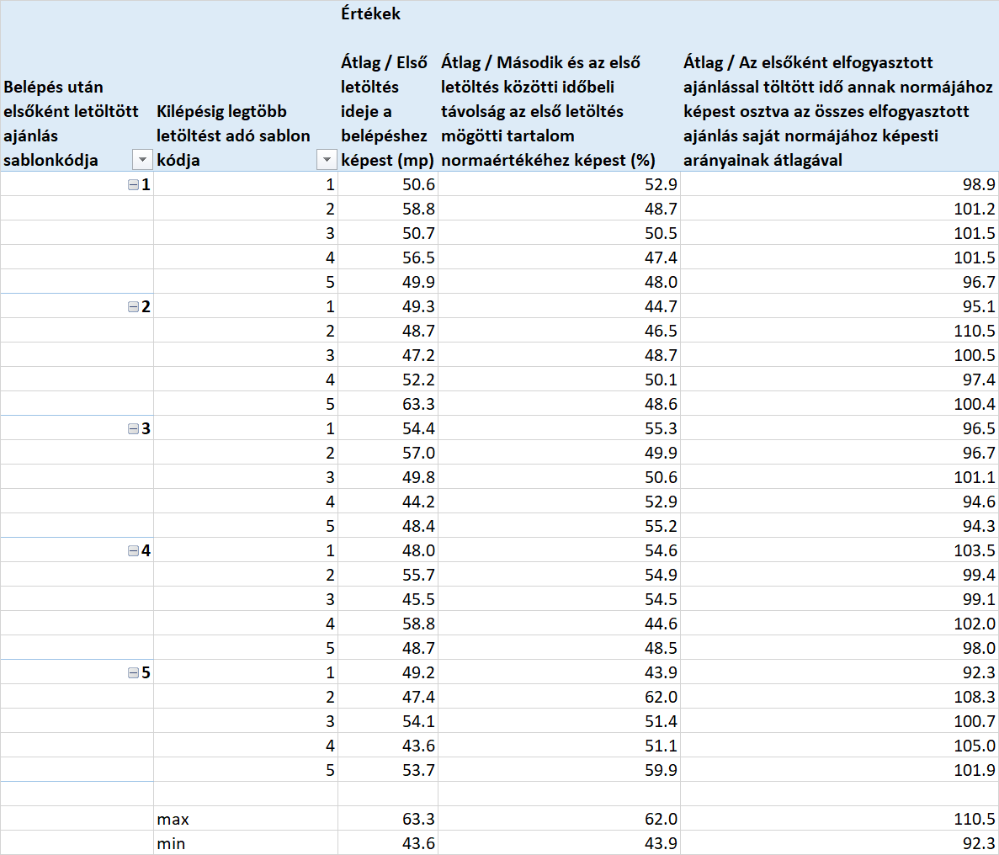 Értékek
Belépés után
elsőként letöltött
ajánlás
sablonkódja
Kilépésig legtöbb
letöltést adó sablon
kódja
Átlag / Első
letöltés
ideje a
belépéshez
képest (mp)
Átlag / Második és az első
letöltés közötti időbeli
távolság az első letöltés
mögötti tartalom
normaértékéhez képest (%)
Átlag / Az elsőként elfogyasztott
ajánlással töltött idő annak normájához
képest osztva az összes elfogyasztott
ajánlás saját normájához képesti
arányainak átlagával
1 1 50.6 52.9 98.9
2 58.8 48.7 101.2
3 50.7 50.5 101.5
4 56.5 47.4 101.5
5 49.9 48.0 96.7
2 1 49.3 44.7 95.1
2 48.7 46.5 110.5
3 47.2 48.7 100.5
4 52.2 50.1 97.4
5 63.3 48.6 100.4
3 1 54.4 55.3 96.5
2 57.0 49.9 96.7
3 49.8 50.6 101.1
4 44.2 52.9 94.6
5 48.4 55.2 94.3
4 1 48.0 54.6 103.5
2 55.7 54.9 99.4
3 45.5 54.5 99.1
4 58.8 44.6 102.0
5 48.7 48.5 98.0
5 1 49.2 43.9 92.3
2 47.4 62.0 108.3
3 54.1 51.4 100.7
4 43.6 51.1 105.0
5 53.7 59.9 101.9
max 63.3 62.0 110.5
min 43.6 43.9 92.3